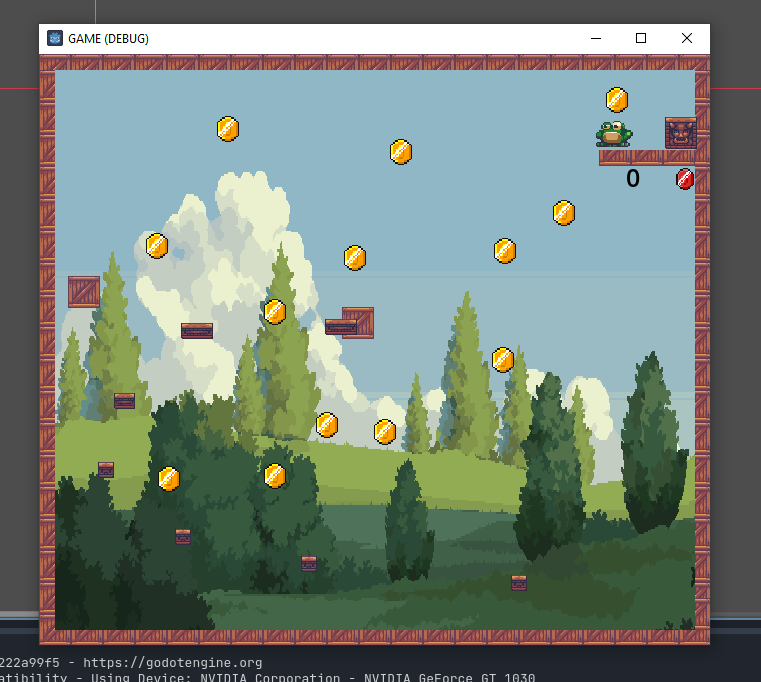 GAME (DEBUG)
0
222a99f5 - https://godotengine.org
atibility - Using Device: NVIDIA Corporation - NVIDIA GeForce GT 1030